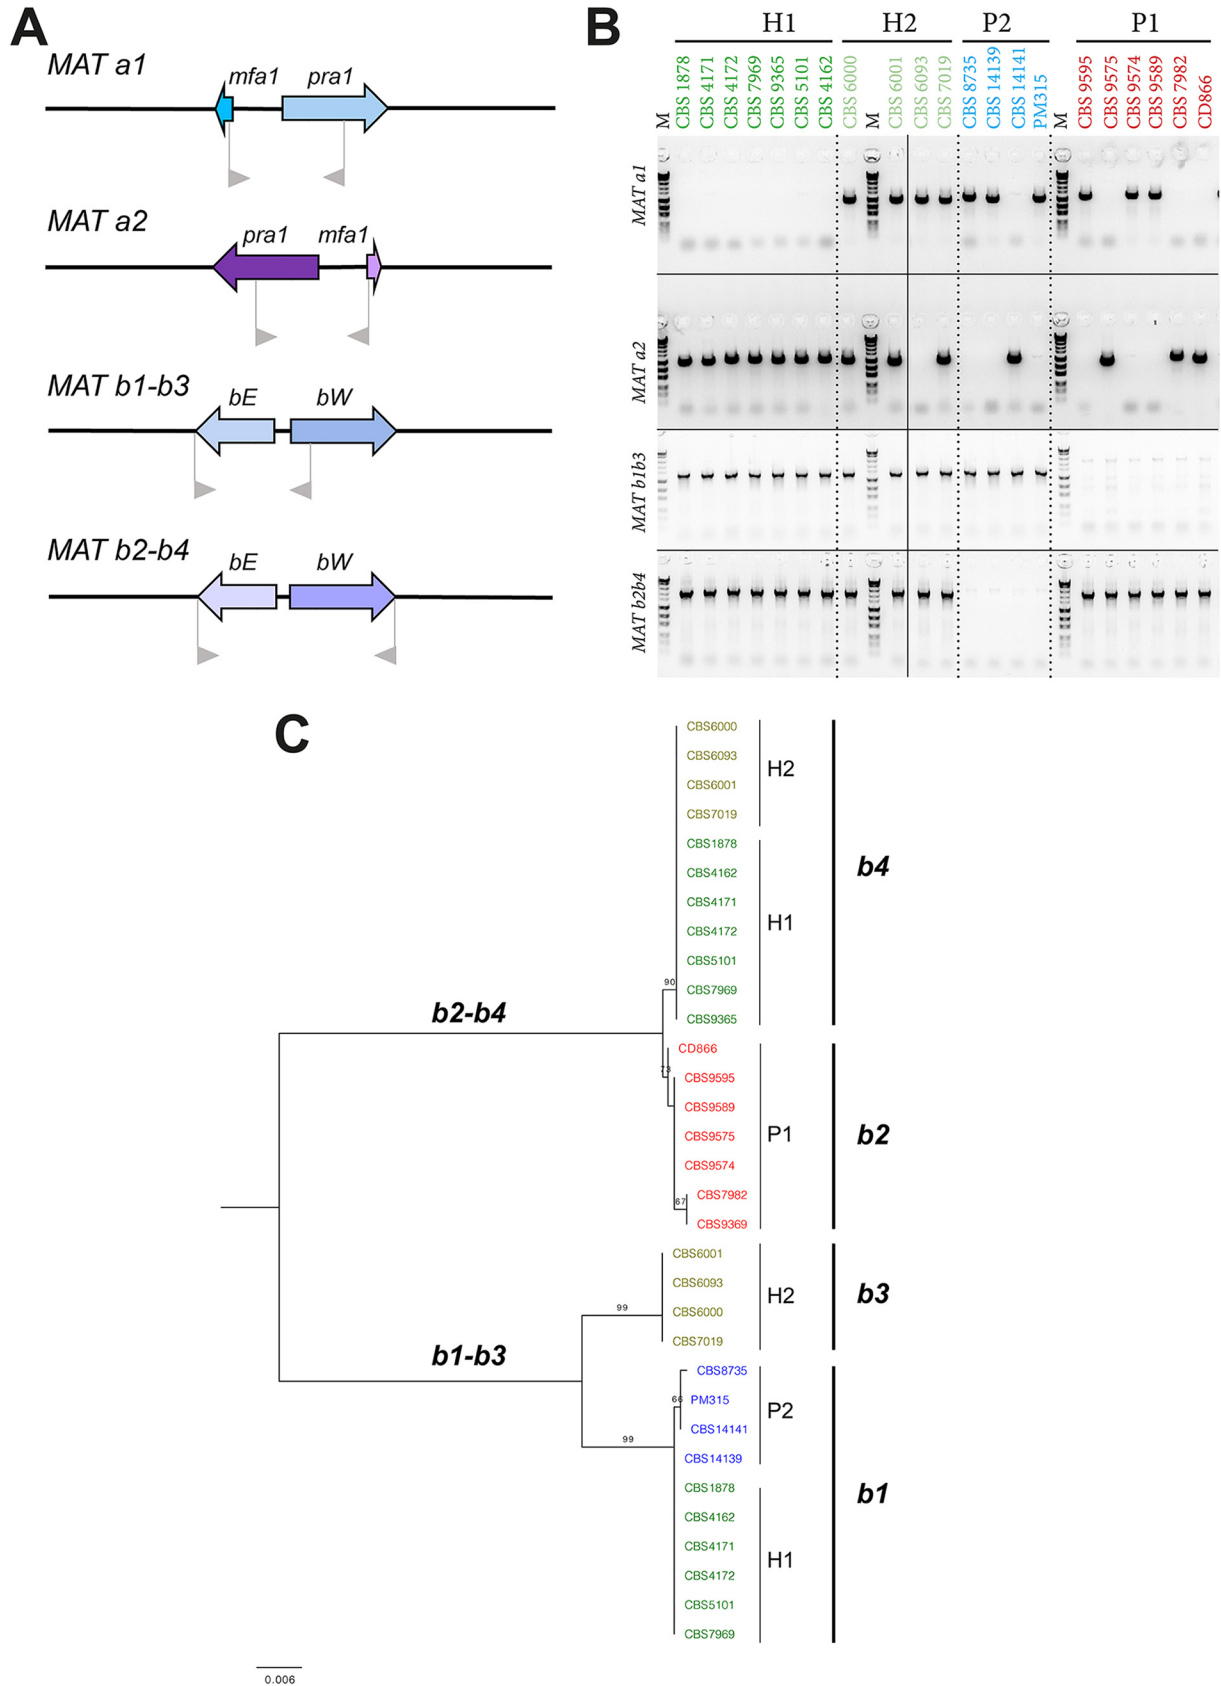 A
MAT a1
mfa1 pra1
MAT a2
pra1 mfa1
MAT b1-b3
bE bW
MAT b2-b4
bE bW
B
H1 H2 P2 P1
M CBS 1878 CBS 4171 CBS 4172 CBS 7969 CBS 9365 CBS 5101 CBS 4162 CBS 6000 M CBS 6001 CBS 6093 CBS 7019 CBS 8735 CBS 14139 CBS 14141 PM315 M CBS 9595 CBS 9575 CBS 9574 CBS 9589 CBS 7982 CD866
MAT a1
MAT a2
MAT b1b3
MAT b2b4
C
CBS6000
CBS6093
H2
CBS6001
CBS7019
CBS1878
b4
CBS4162
CBS4171
H1
CBS4172
CBS5101
90
CBS7969
b2-b4
CBS9365
CD866
73
CBS9595
CBS9589
P1
b2
CBS9575
CBS9574
CBS7982
67
CBS9369
CBS6001
CBS6093
H2
b3
99
CBS6000
CBS7019
b1-b3
CBS8735
66
PM315
P2
CBS14141
99
CBS14139
CBS1878
b1
CBS4162
CBS4171
H1
CBS4172
CBS5101
CBS7969
0.006